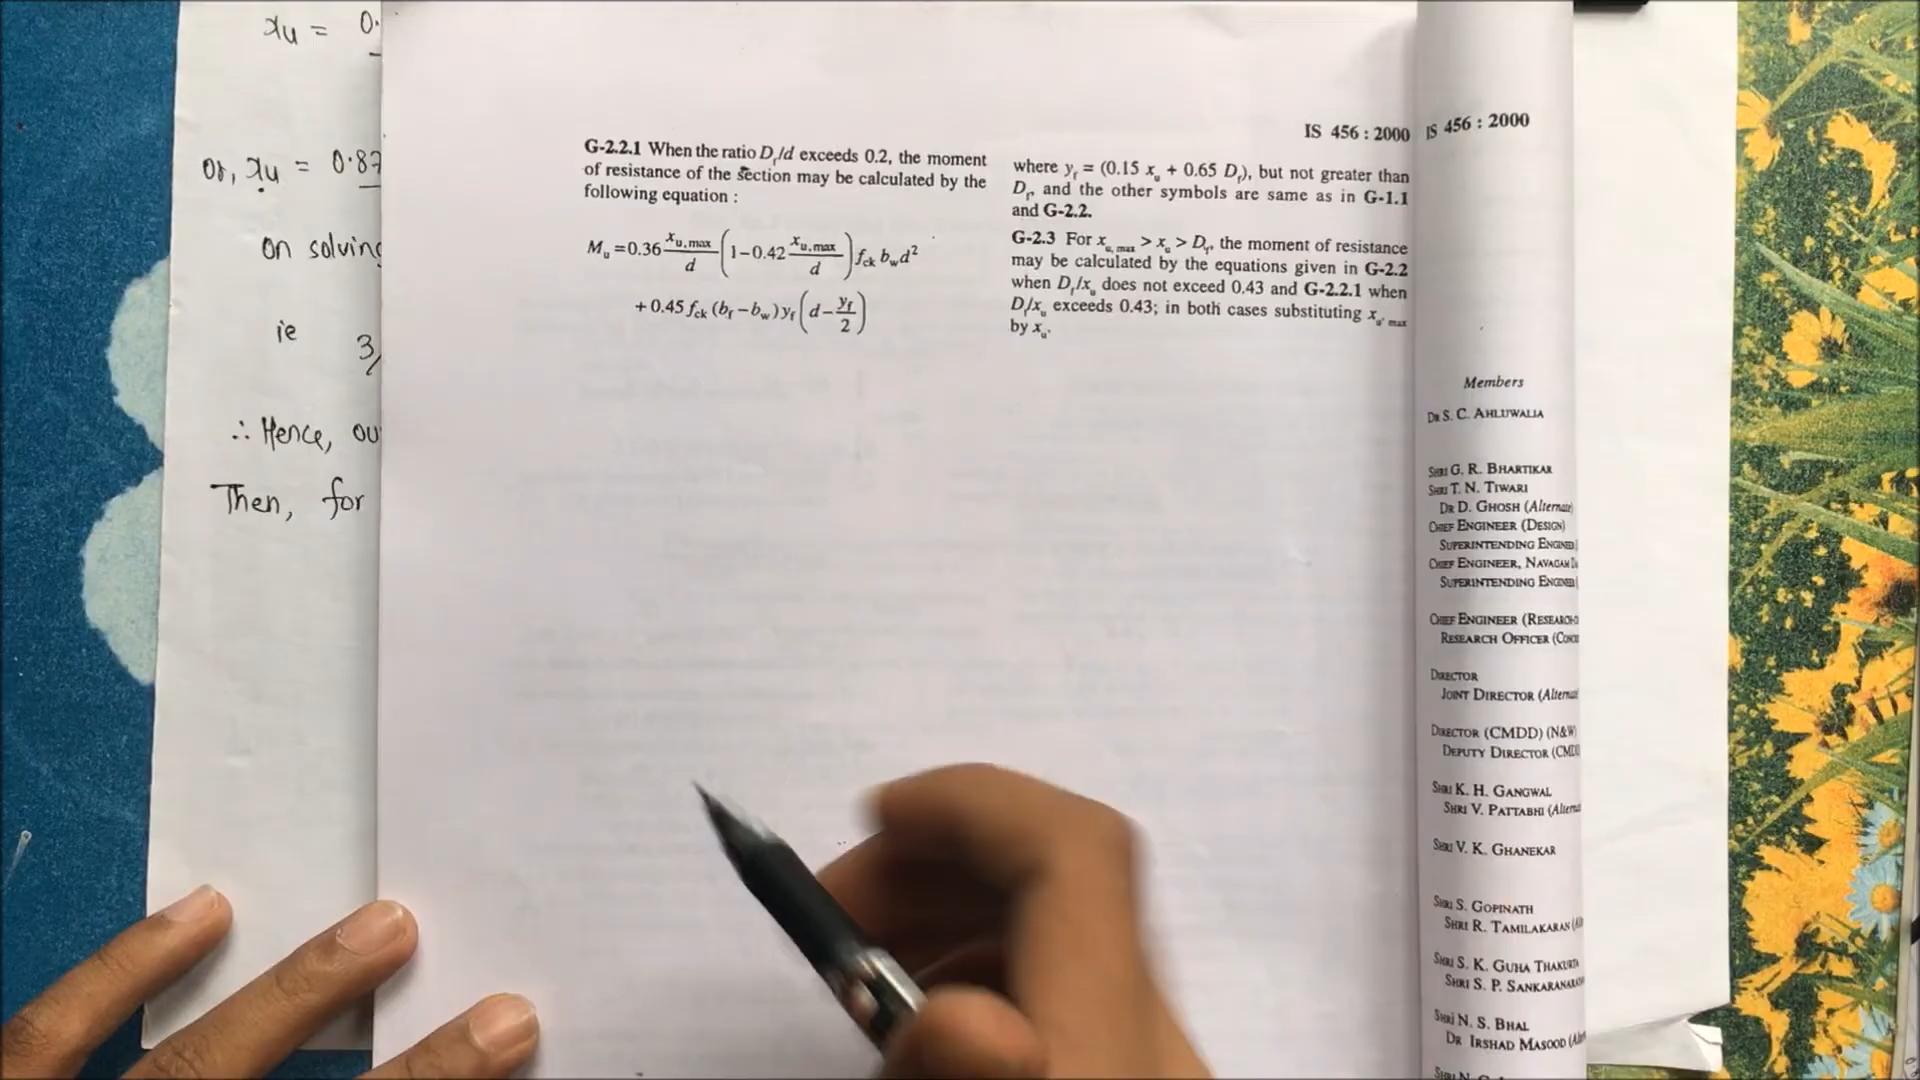 xu = 0.
or, xu = 0.87
on solving
ie 3/
∴ Hence, ou
Then, for
IS 456 : 2000
G-2.2.1 When the ratio Df/d exceeds 0.2, the moment
of resistance of the section may be calculated by the
following equation :
Mu = 0.36 xu,max/d (1 − 0.42 xu,max/d) fck bw d²
+ 0.45 fck (bf − bw) yf (d − yf/2)
where yf = (0.15 xu + 0.65 Df), but not greater than
Df, and the other symbols are same as in G-1.1
and G-2.2.
G-2.3 For xu, max > xu > Df, the moment of resistance
may be calculated by the equations given in G-2.2
when Df/xu does not exceed 0.43 and G-2.2.1 when
Df/xu exceeds 0.43; in both cases substituting xu, max
by xu.
IS 456 : 2000
Members
DR S. C. AHLUWALIA
SHRI G. R. BHARTIKAR
SHRI T. N. TIWARI
DR D. GHOSH (Alternate)
CHIEF ENGINEER (DESIGN)
SUPERINTENDING
CHIEF ENGINEER, NAVAGAM
SUPERINTENDING
CHIEF ENGINEER
RESEARCH OFFICER
DIRECTOR
JOINT DIRECTOR
DIRECTOR (CMDD) (N&W)
DEPUTY DIRECTOR
SHRI K. H. GANGWAL
SHRI V. PATTABHI
SHRI V. K. GHANEKAR
SHRI S. GOPINATH
SHRI R. TAMILAKARAN
SHRI S. K. GUHA THAKURTA
SHRI S. P.
SHRI N. S. BHAL
DR IRSHAD MASOOD